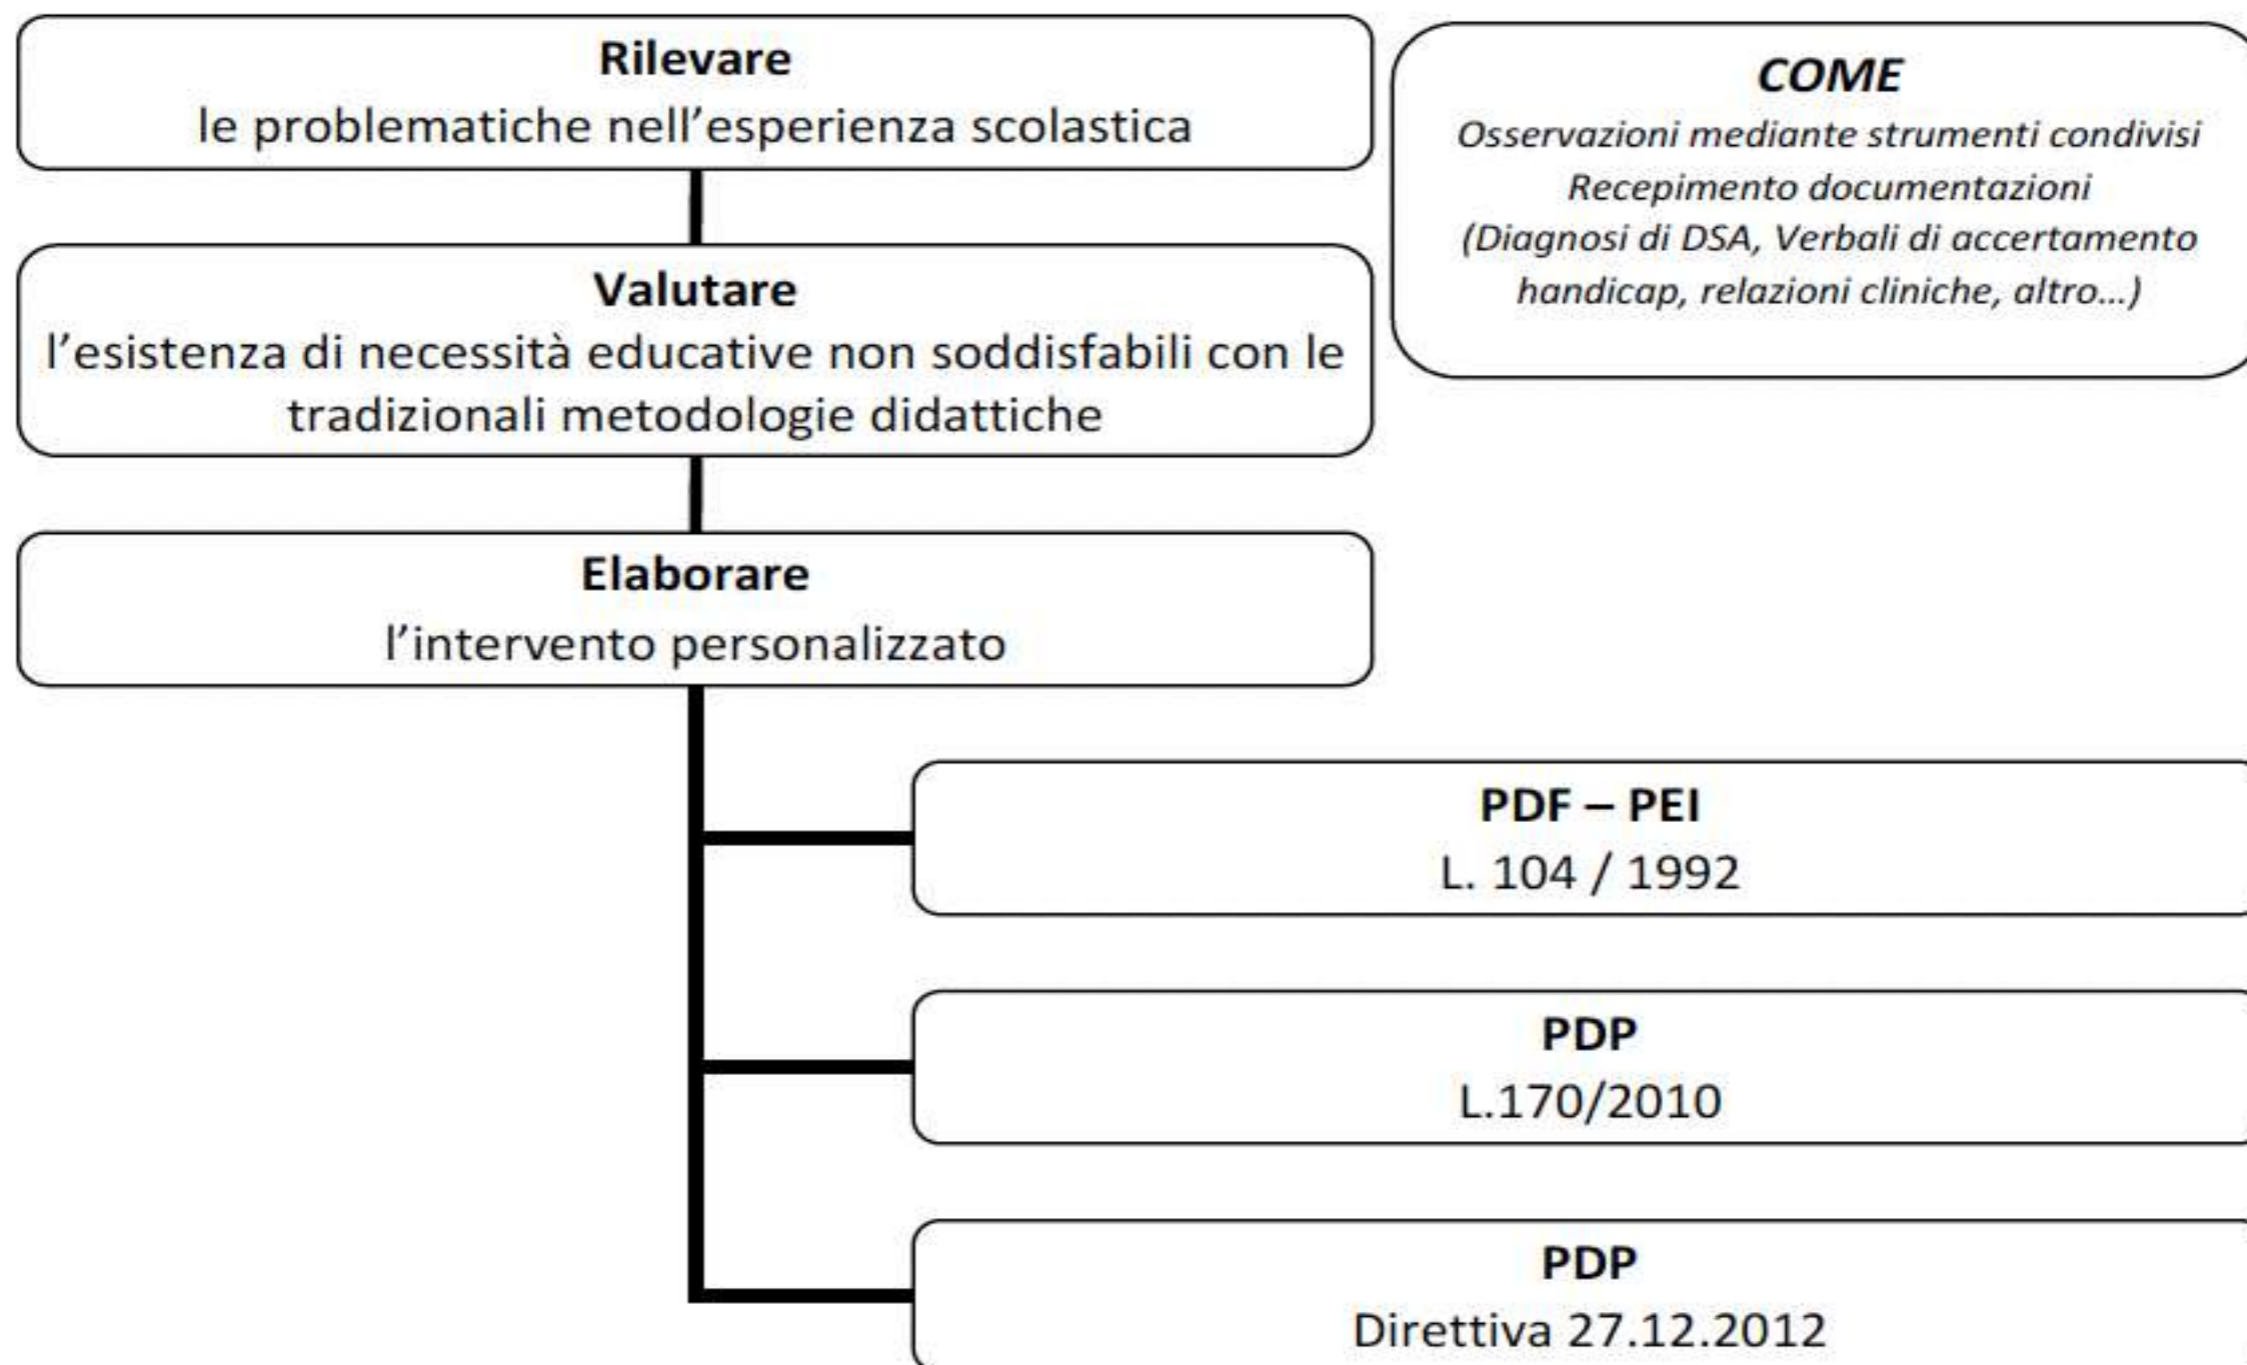 Rilevare
le problematiche nell'esperienza scolastica
COME
Osservazioni mediante strumenti condivisi
Recepimento documentazioni
(Diagnosi di DSA, Verbali di accertamento
handicap, relazioni cliniche, altro...)
Valutare
l'esistenza di necessità educative non soddisfabili con le
tradizionali metodologie didattiche
Elaborare
l'intervento personalizzato
PDF – PEI
L. 104 / 1992
PDP
L.170/2010
PDP
Direttiva 27.12.2012